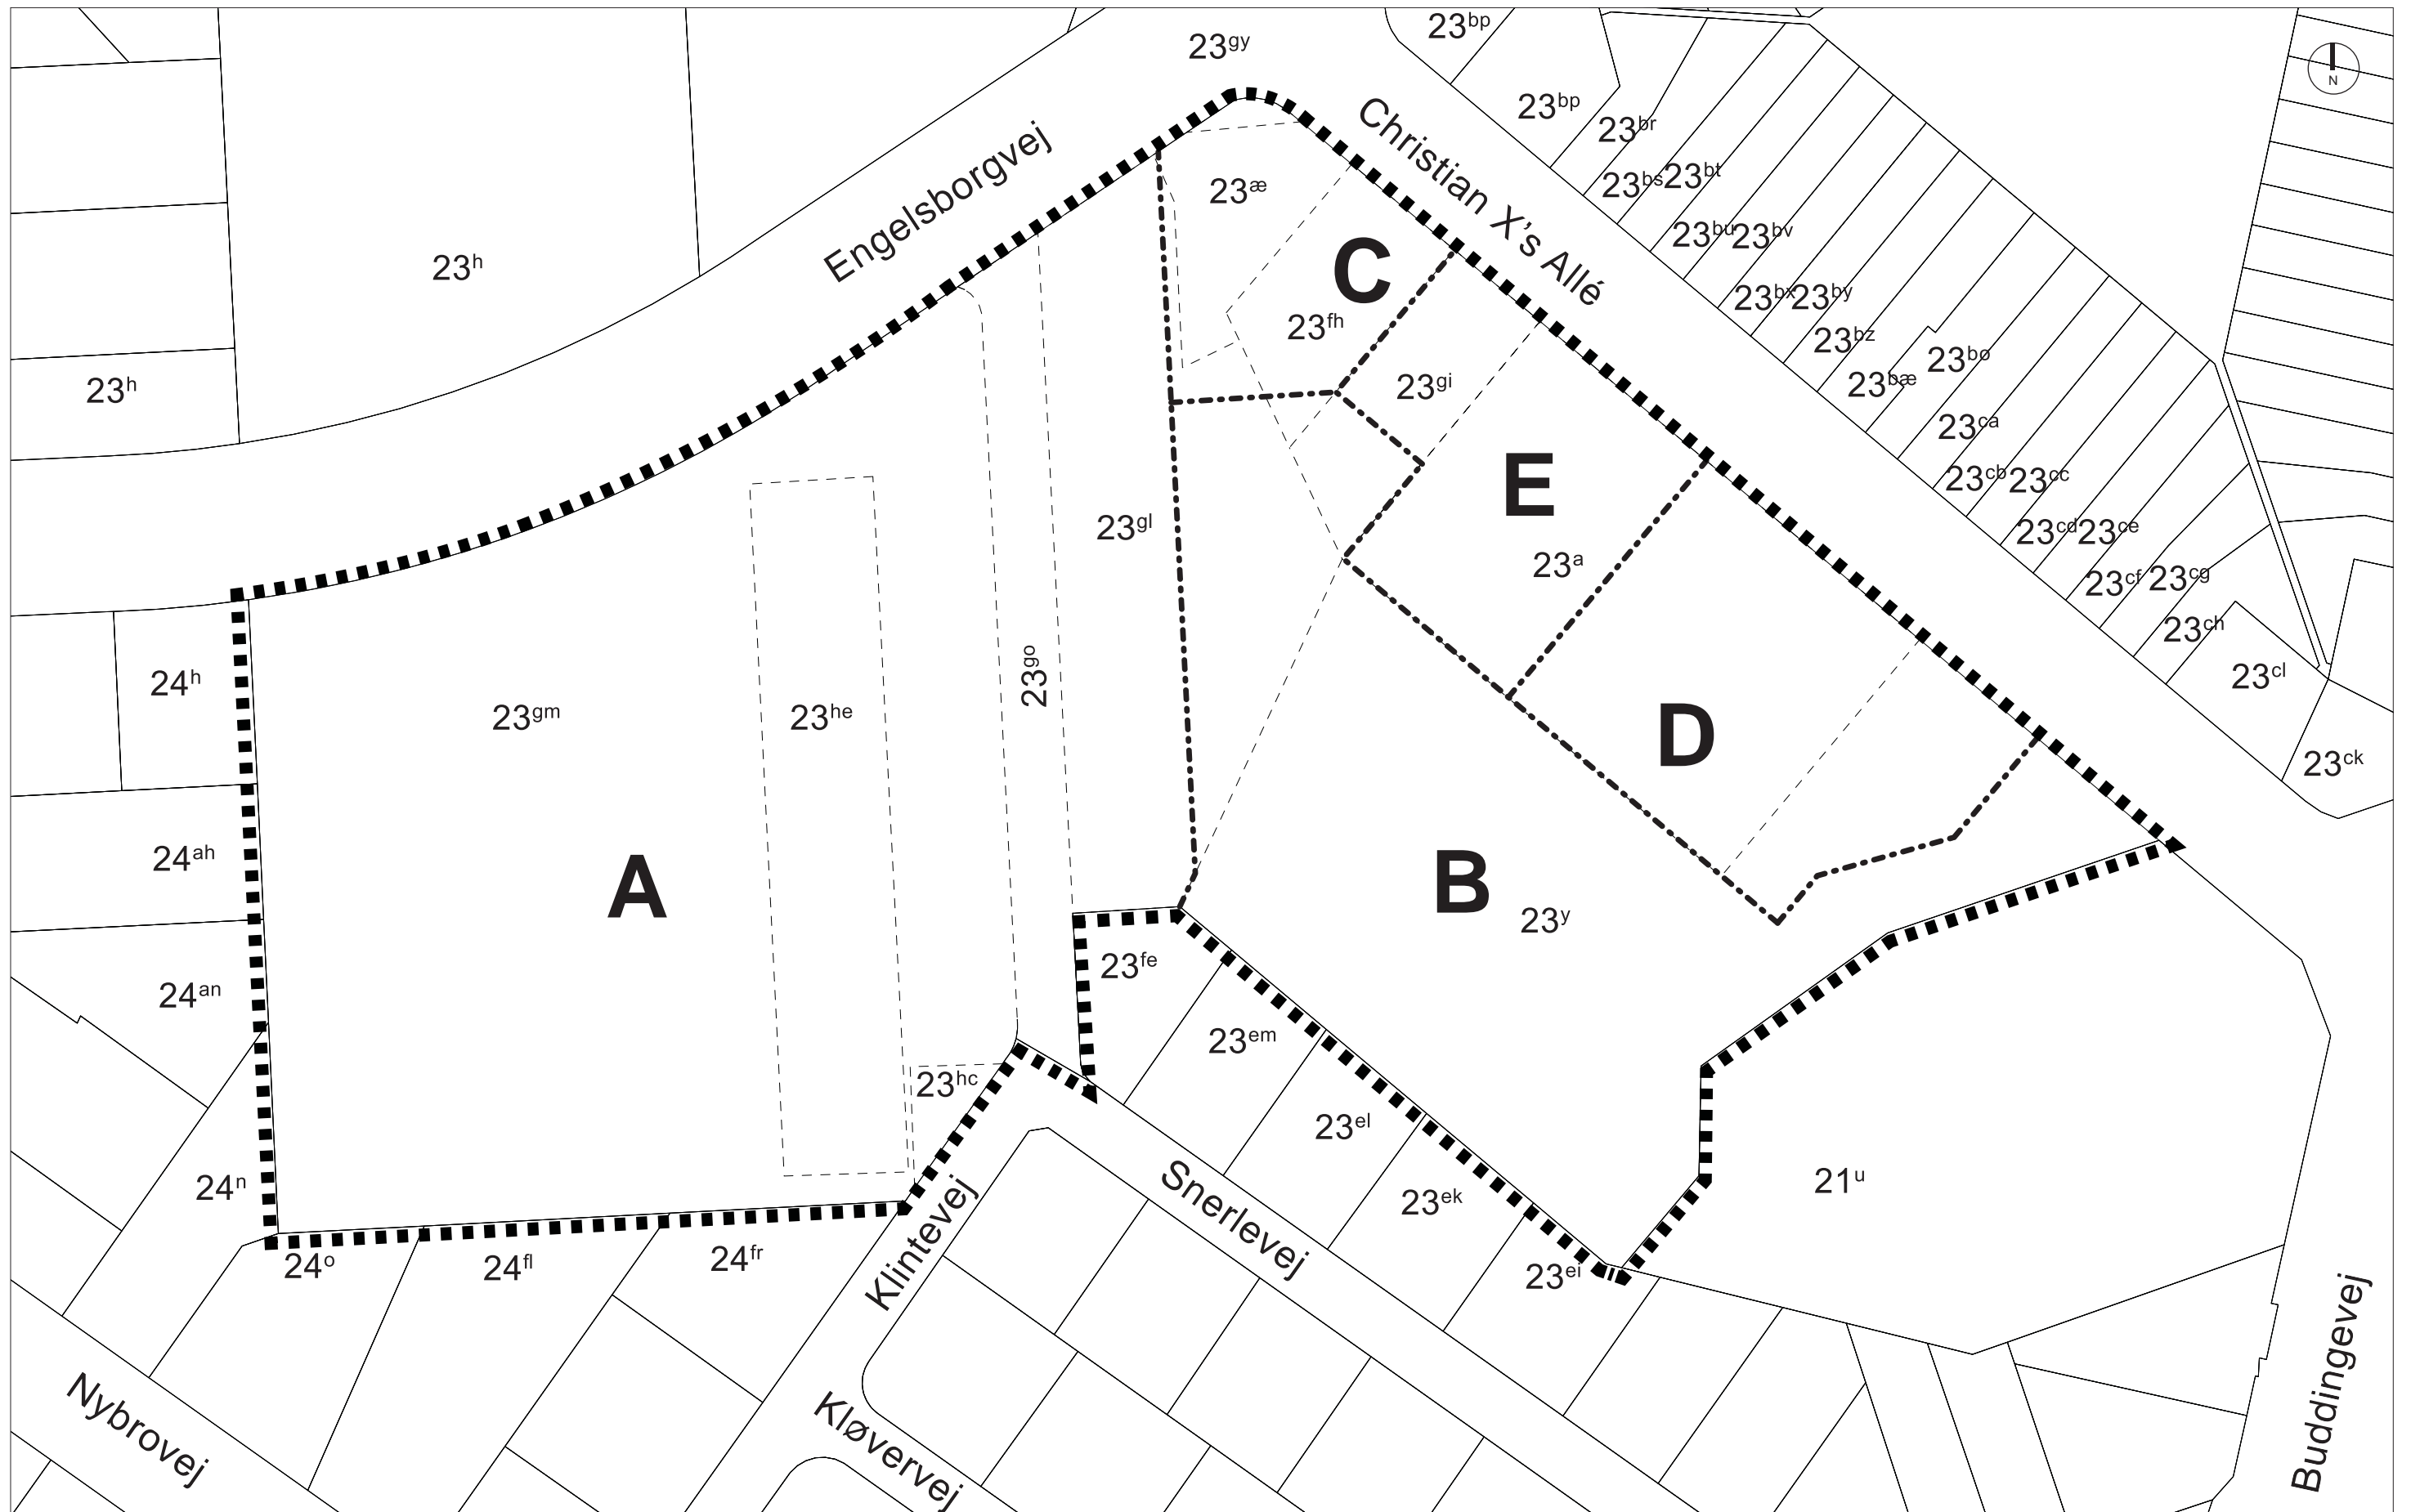 23gy
23bp
N
23bp
23br
Christian X's Allé
Engelsborgvej
23æ
23bs
23bt
23bu
23bv
23h
C
23fh
23bx
23by
23bz
23bo
23h
23gi
23bæ
23ca
23cb
23cc
E
23gl
23a
23cd
23ce
23cf
23cg
23ch
24h
23go
23cl
23gm
23he
D
23ck
24ah
A
B
23y
24an
23fe
23em
23hc
23el
24n
21u
23ek
Snerlevej
Klintevej
24o
24fl
24fr
23ei
Buddingevej
Nybrovej
Kløvervej